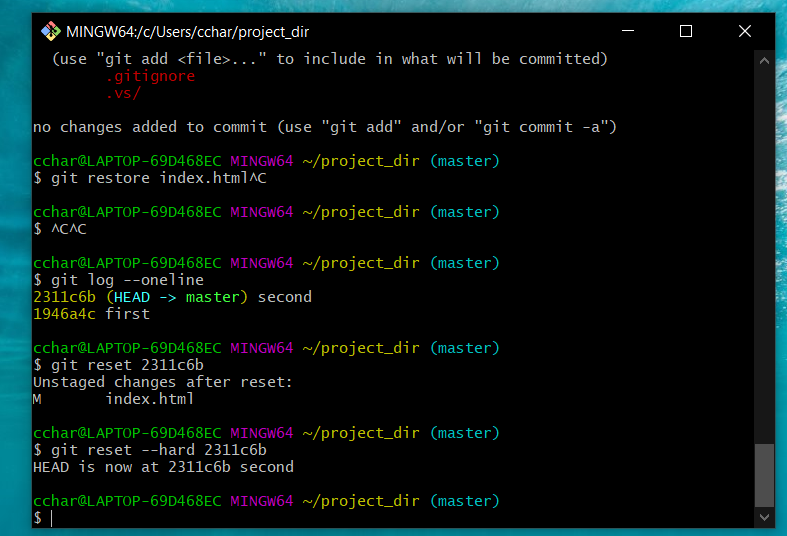 MINGW64:/c/Users/cchar/project_dir
(use "git add <file>..." to include in what will be committed)
.gitignore
.vs/
no changes added to commit (use "git add" and/or "git commit -a")
cchar@LAPTOP-69D468EC MINGW64 ~/project_dir (master)
$ git restore index.html^C
cchar@LAPTOP-69D468EC MINGW64 ~/project_dir (master)
$ ^C^C
cchar@LAPTOP-69D468EC MINGW64 ~/project_dir (master)
$ git log --oneline
2311c6b (HEAD -> master) second
1946a4c first
cchar@LAPTOP-69D468EC MINGW64 ~/project_dir (master)
$ git reset 2311c6b
Unstaged changes after reset:
M       index.html
cchar@LAPTOP-69D468EC MINGW64 ~/project_dir (master)
$ git reset --hard 2311c6b
HEAD is now at 2311c6b second
cchar@LAPTOP-69D468EC MINGW64 ~/project_dir (master)
$